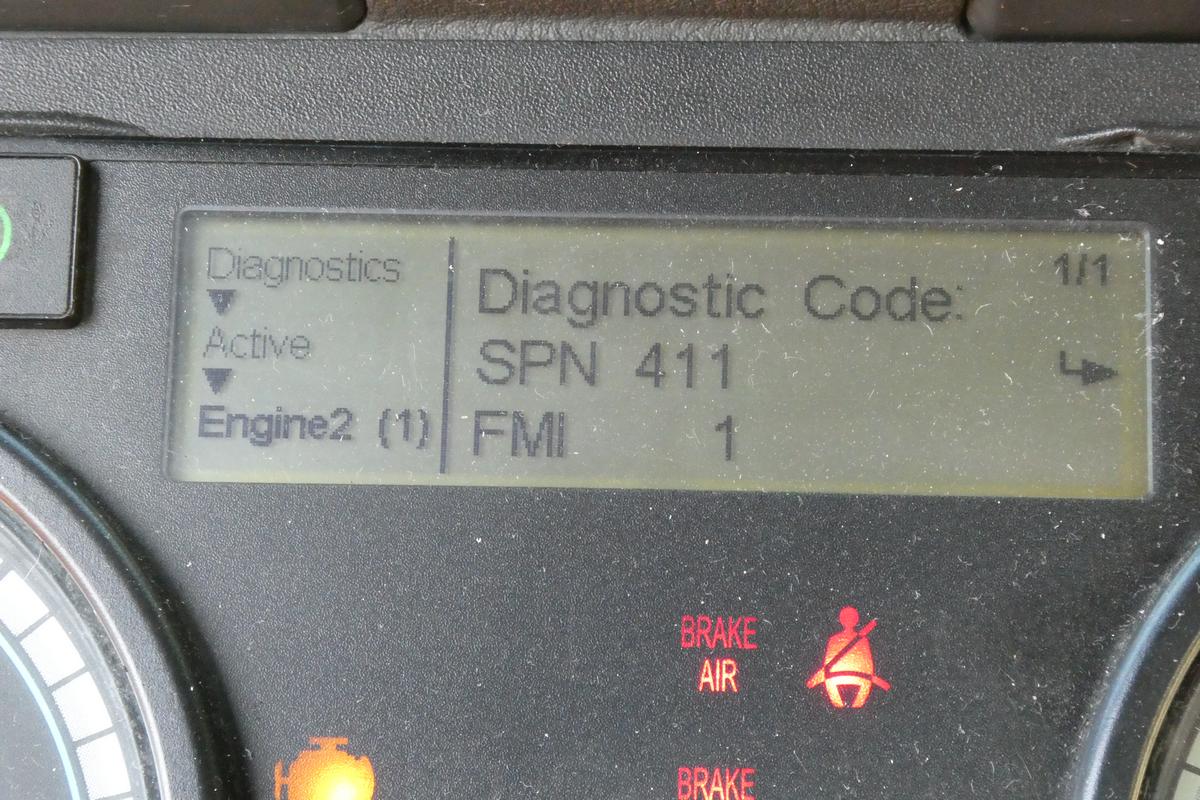 Diagnostics
Active
Engine2 (1)
Diagnostic Code:
1/1
SPN 411
FMI 1
BRAKE
AIR
BRAKE